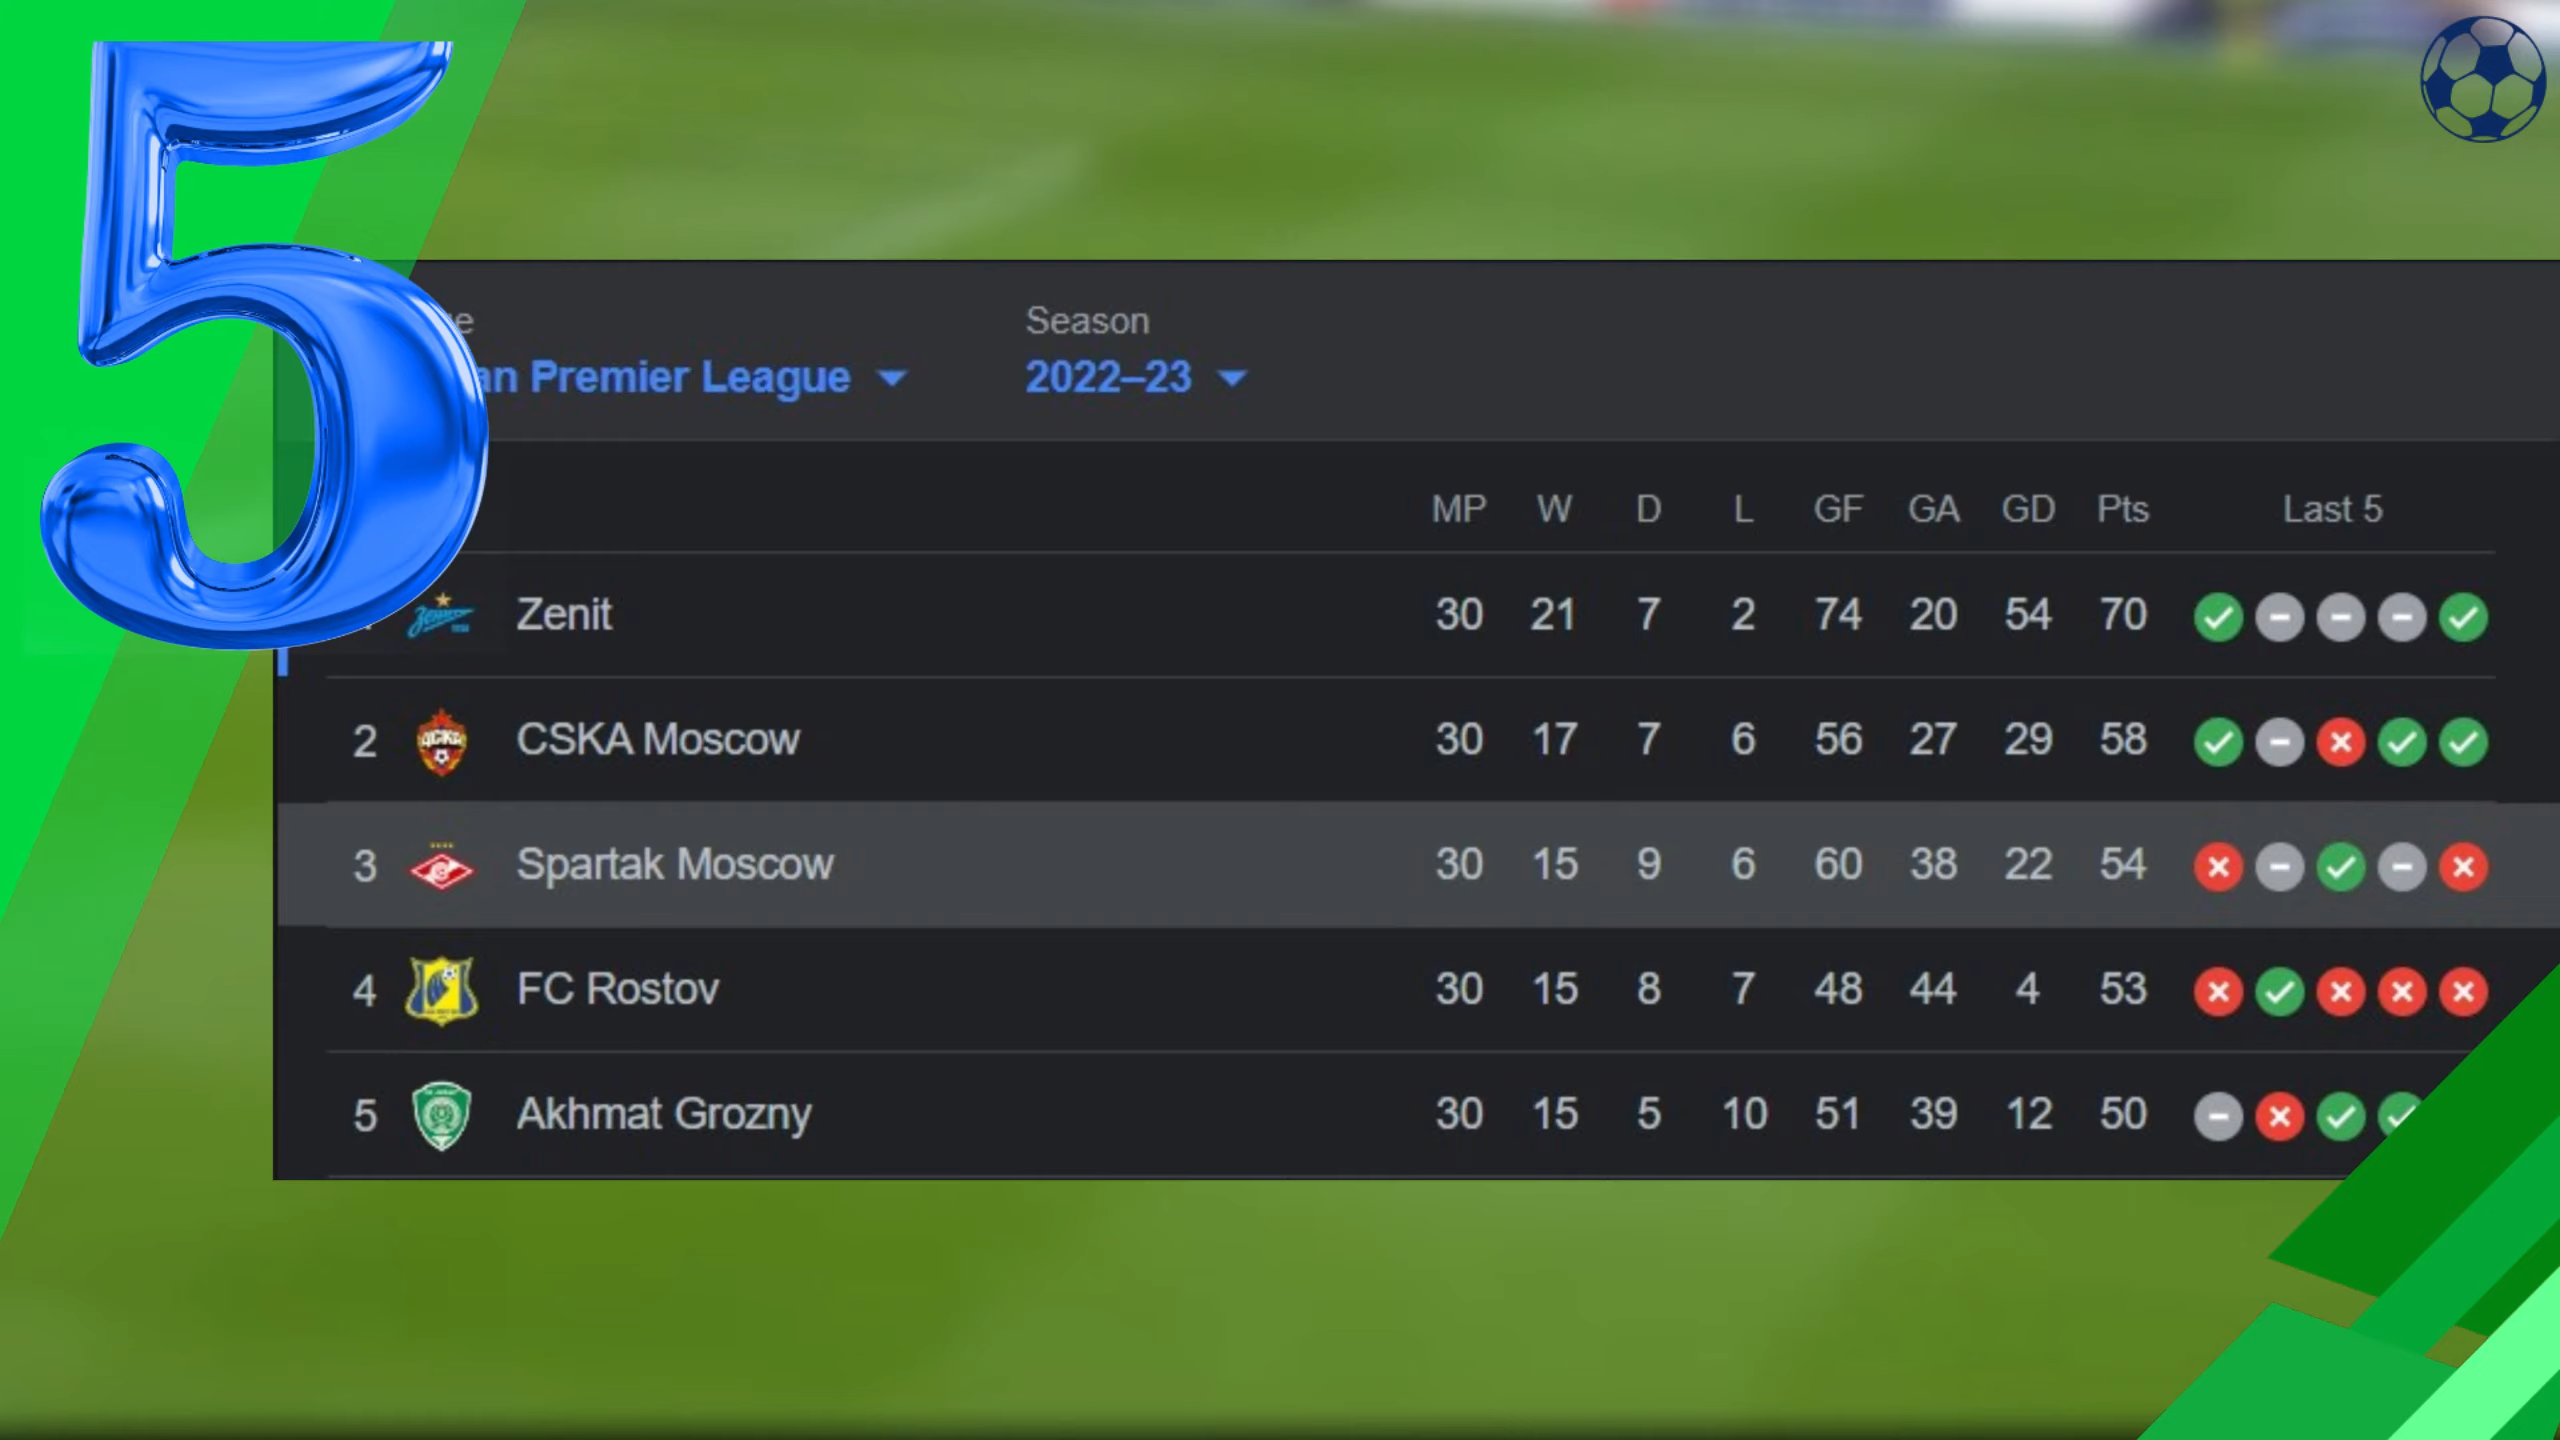 5
Season
an Premier League
2022–23
MP W D L GF GA GD Pts Last 5
Zenit 30 21 7 2 74 20 54 70
2 CSKA Moscow 30 17 7 6 56 27 29 58
3 Spartak Moscow 30 15 9 6 60 38 22 54
4 FC Rostov 30 15 8 7 48 44 4 53
5 Akhmat Grozny 30 15 5 10 51 39 12 50